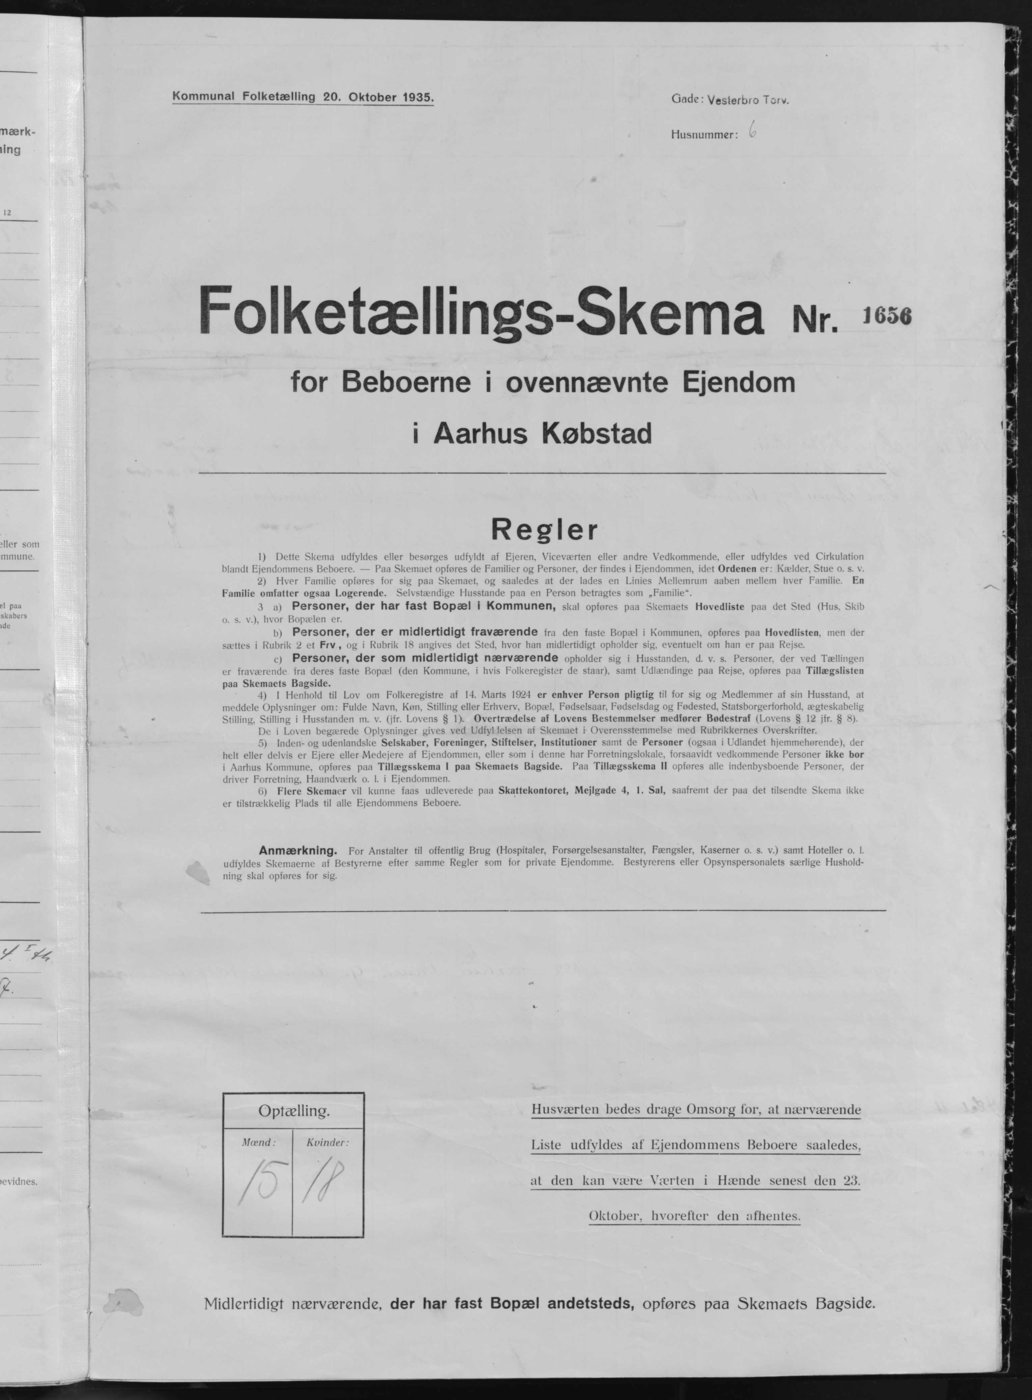 Kommunal Folketælling 20. Oktober 1935.
Gade: Vesterbro Torv.
Husnummer: 6
Folketællings-Skema Nr. 1656
for Beboerne i ovennævnte Ejendom
i Aarhus Købstad
Regler
1) Dette Skema udfyldes eller besørges udfyldt af Ejeren, Viceværten eller andre Vedkommende, eller udfyldes ved Cirkulation
blandt Ejendommens Beboere. — Paa Skemaet opføres de Familier og Personer, der findes i Ejendommen, idet Ordenen er: Kælder, Stue o. s. v.
2) Hver Familie opføres for sig paa Skemaet, og saaledes at der lades en Linies Mellemrum aaben mellem hver Familie. En
Familie omfatter ogsaa Logerende. Selvstændige Husstande paa en Person betragtes som „Familie".
3 a) Personer, der har fast Bopæl i Kommunen, skal opføres paa Skemaets Hovedliste paa det Sted (Hus, Skib
o. s. v.), hvor Bopælen er.
b) Personer, der er midlertidigt fraværende fra den faste Bopæl i Kommunen, opføres paa Hovedlisten, men der
sættes i Rubrik 2 et Frv., og i Rubrik 18 angives det Sted, hvor han midlertidigt opholder sig, eventuelt om han er paa Rejse.
c) Personer, der som midlertidigt nærværende opholder sig i Husstanden, d. v. s. Personer, der ved Tællingen
er fraværende fra deres faste Bopæl (den Kommune, i hvis Folkeregister de staar), samt Udlændinge paa Rejse, opføres paa Tillægslisten
paa Skemaets Bagside.
4) I Henhold til Lov om Folkeregistre af 14. Marts 1924 er enhver Person pligtig til for sig og Medlemmer af sin Husstand, at
meddele Oplysninger om: Fulde Navn, Køn, Stilling eller Erhverv, Bopæl, Fødselsaar, Fødselsdag og Fødested, Statsborgerforhold, ægteskabelig
Stilling, Stilling i Husstanden m. v. (jfr. Lovens § 1). Overtrædelse af Lovens Bestemmelser medfører Bødestraf (Lovens § 12 jfr. § 8).
De i Loven begærede Oplysninger gives ved Udfyldelsen af Skemaet i Overensstemmelse med Rubrikkernes Overskrifter.
5) Inden- og udenlandske Selskaber, Foreninger, Stiftelser, Institutioner samt de Personer (ogsaa i Udlandet hjemmehørende), der
helt eller delvis er Ejere eller Medejere af Ejendommen, eller som i denne har Forretningslokale, forsaavidt vedkommende Personer ikke bor
i Aarhus Kommune, opføres paa Tillægsskema I paa Skemaets Bagside. Paa Tillægsskema II opføres alle indenbysboende Personer, der
driver Forretning, Haandværk o. l. i Ejendommen.
6) Flere Skemaer vil kunne faas udleverede paa Skattekontoret, Mejlgade 4, 1. Sal, saafremt der paa det tilsendte Skema ikke
er tilstrækkelig Plads til alle Ejendommens Beboere.
Anmærkning. For Anstalter til offentlig Brug (Hospitaler, Forsørgelsesanstalter, Fængsler, Kaserner o. s. v.) samt Hoteller o. l.
udfyldes Skemaerne af Bestyrerne efter samme Regler som for private Ejendomme. Bestyrerens eller Opsynspersonalets særlige Hushold-
ning skal opføres for sig.
Optælling.
Mænd: Kvinder:
15 18
Husværten bedes drage Omsorg for, at nærværende
Liste udfyldes af Ejendommens Beboere saaledes,
at den kan være Værten i Hænde senest den 23.
Oktober, hvorefter den afhentes.
Midlertidigt nærværende, der har fast Bopæl andetsteds, opføres paa Skemaets Bagside.